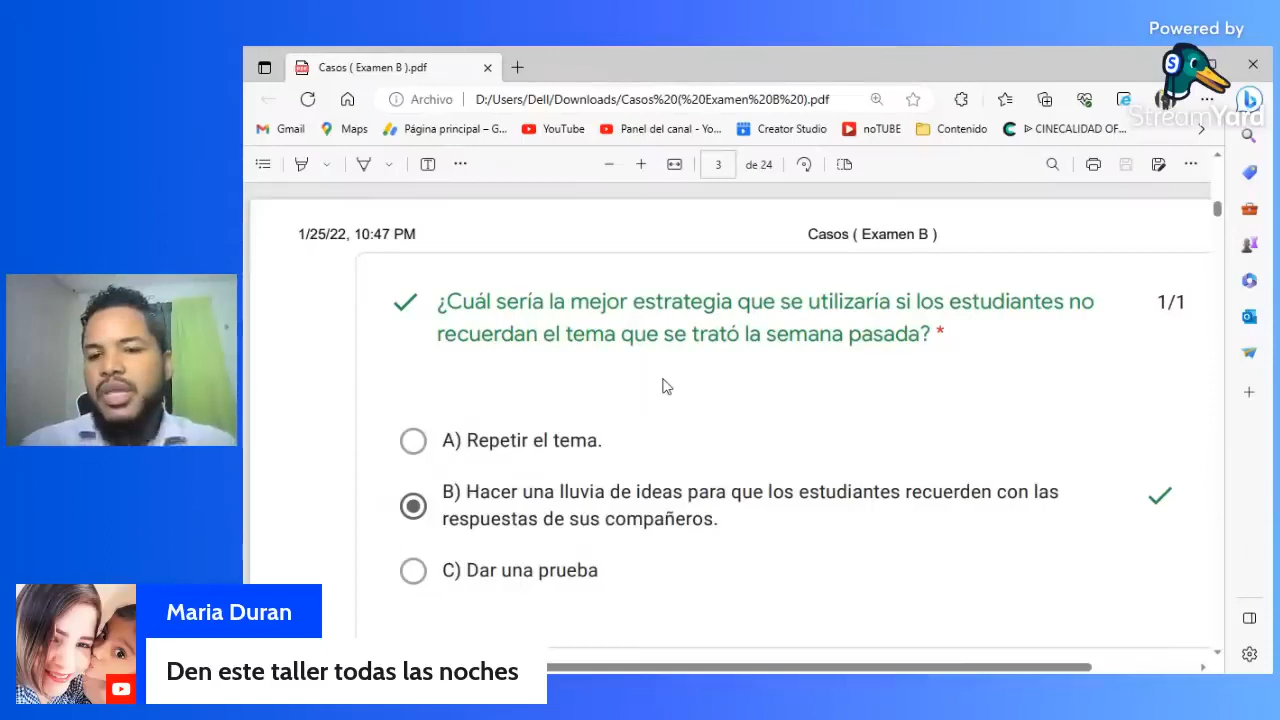 Powered by
StreamYard
Casos ( Examen B ).pdf
Archivo
D:/Users/Dell/Downloads/Casos%20(%20Examen%20B%20).pdf
Gmail
Maps
Página principal – G...
YouTube
Panel del canal - Yo...
Creator Studio
noTUBE
Contenido
▷ CINECALIDAD OF...
3
de 24
1/25/22, 10:47 PM
Casos ( Examen B )
¿Cuál sería la mejor estrategia que se utilizaría si los estudiantes no
recuerdan el tema que se trató la semana pasada? *
1/1
A) Repetir el tema.
B) Hacer una lluvia de ideas para que los estudiantes recuerden con las
respuestas de sus compañeros.
C) Dar una prueba
Maria Duran
Den este taller todas las noches